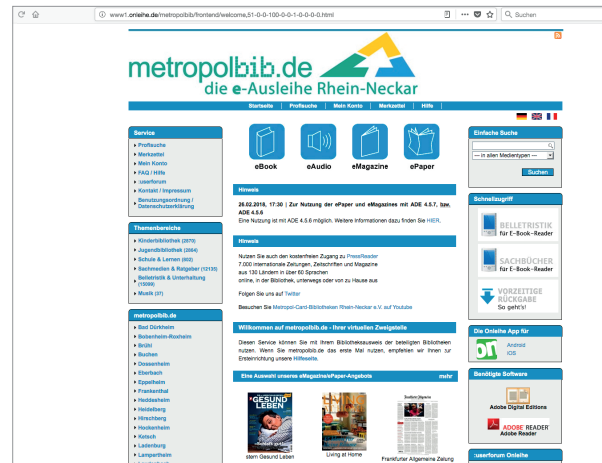 www1.onleihe.de/metropolbib/frontend/welcome,51-0-0-100-0-0-1-0-0-0-0.html
Suchen
metropolbib.de
die e-Ausleihe Rhein-Neckar
Startseite | Profisuche | Mein Konto | Merkzettel | Hilfe
Service
Profisuche
Merkzettel
Mein Konto
FAQ / Hilfe
:userforum
Kontakt / Impressum
Benutzungsordnung /
Datenschutzerklärung
Themenbereiche
Kinderbibliothek (2870)
Jugendbibliothek
Schule & Lernen
Sachmedien & Ratgeber (12135)
Belletristik & Unterhaltung
Musik (37)
metropolbib.de
Bad Dürkheim
Bobenheim-Roxheim
Brühl
Buchen
Dossenheim
Eberbach
Eppelheim
Frankenthal
Heddesheim
Heidelberg
Hirschberg
Hockenheim
Ketsch
Ladenburg
Lampertheim
eBook
eAudio
eMagazine
ePaper
Hinweis
26.02.2018, 17:30 | Zur Nutzung der ePaper und eMagazines mit ADE 4.5.7, bzw.
ADE 4.5.6
Eine Nutzung ist mit ADE 4.5.6 möglich. Weitere Informationen dazu finden Sie HIER.
Hinweis
Nutzen Sie auch den kostenfreien Zugang zu PressReader
7.000 internationale Zeitungen, Zeitschriften und Magazine
aus 130 Ländern in über 60 Sprachen
online, in der Bibliothek, unterwegs oder von zu Hause aus
Folgen Sie uns auf Twitter
Besuchen Sie Metropol-Card-Bibliotheken Rhein-Neckar e.V. auf Youtube
Willkommen auf metropolbib.de - Ihrer virtuellen Zweigstelle
Diesen Service können Sie mit Ihrem Bibliotheksausweis der beteiligten Bibliotheken
nutzen. Wenn Sie metropolbib.de das erste Mal nutzen, empfehlen wir Ihnen zur
Ersteinrichtung unsere Hilfeseite.
Eine Auswahl unseres eMagazine/ePaper-Angebots
mehr
GESUND
LEBEN
stern Gesund Leben
Living at Home
Frankfurter Allgemeine Zeitung
Einfache Suche
--- in allen Medientypen ---
Suchen
Schnellzugriff
BELLETRISTIK
für E-Book-Reader
SACHBÜCHER
für E-Book-Reader
VORZEITIGE
RÜCKGABE
So geht's!
Die Onleihe App für
Android
iOS
Benötigte Software
Adobe Digital Editions
ADOBE READER
Adobe Reader
:userforum Onleihe